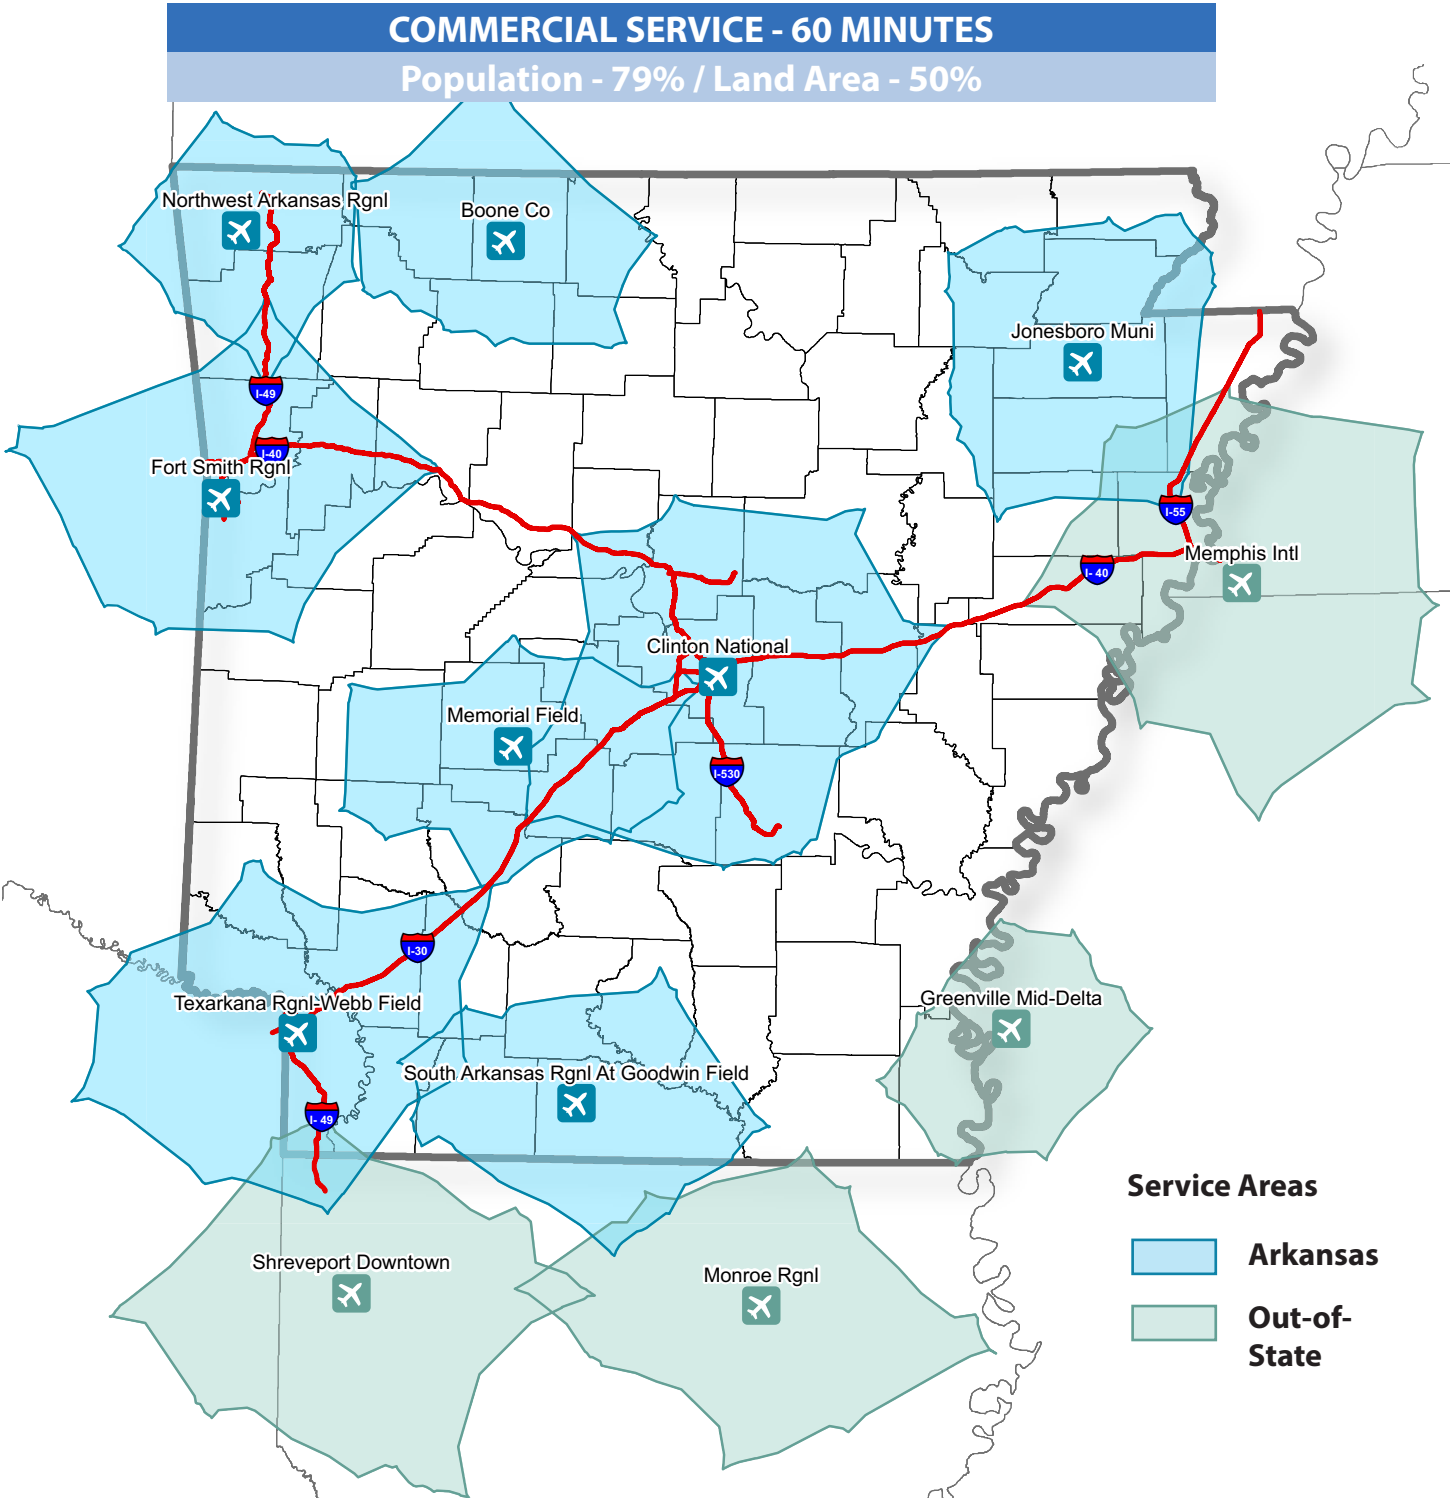 COMMERCIAL SERVICE - 60 MINUTES
Population - 79% / Land Area - 50%
Northwest Arkansas Rgnl
Boone Co
Jonesboro Muni
I-49
I-40
Fort Smith Rgnl
I-55
Memphis Intl
I- 40
Clinton National
Memorial Field
I-530
I-30
Texarkana Rgnl-Webb Field
Greenville Mid-Delta
South Arkansas Rgnl At Goodwin Field
I- 49
Service Areas
Arkansas
Shreveport Downtown
Monroe Rgnl
Out-of-
State